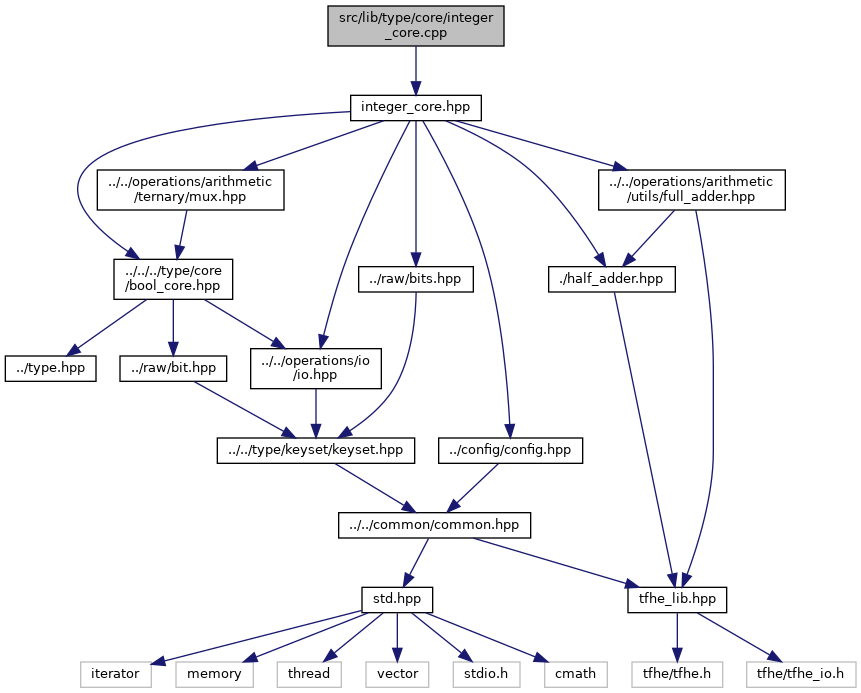 src/lib/type/core/integer
_core.cpp
integer_core.hpp
../../operations/arithmetic
/ternary/mux.hpp
../../operations/arithmetic
/utils/full_adder.hpp
../../../type/core
/bool_core.hpp
../raw/bits.hpp
./half_adder.hpp
../type.hpp
../raw/bit.hpp
../../operations/io
/io.hpp
../../type/keyset/keyset.hpp
../config/config.hpp
../../common/common.hpp
std.hpp
tfhe_lib.hpp
iterator
memory
thread
vector
stdio.h
cmath
tfhe/tfhe.h
tfhe/tfhe_io.h